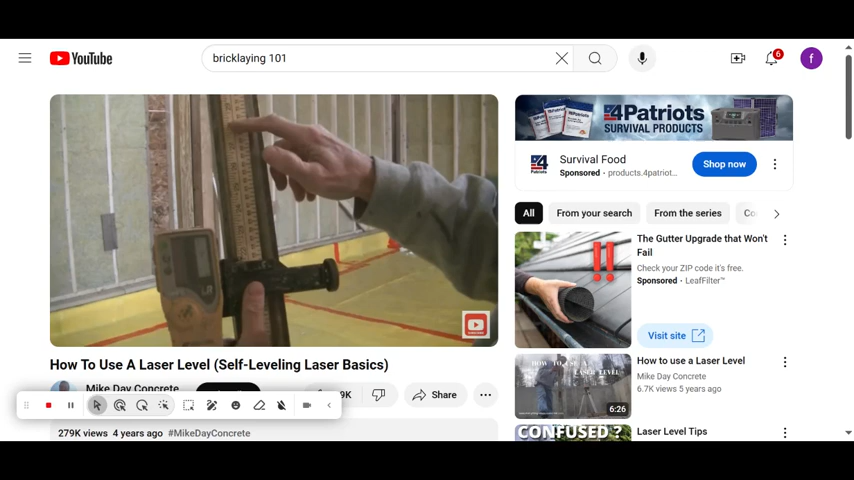 YouTube
bricklaying 101
6
f
4Patriots
SURVIVAL PRODUCTS
Survival Food
Sponsored • products.4patriot...
Shop now
All
From your search
From the series
Co
The Gutter Upgrade that Won't
Fail
Check your ZIP code it's free.
Sponsored • LeafFilter™
Visit site
How To Use A Laser Level (Self-Leveling Laser Basics)
Mike Day Concrete
9K
Share
279K views 4 years ago #MikeDayConcrete
HOW TO USE A
LASER LEVEL
6:26
How to use a Laser Level
Mike Day Concrete
6.7K views 5 years ago
CONFUSED ?
Laser Level Tips